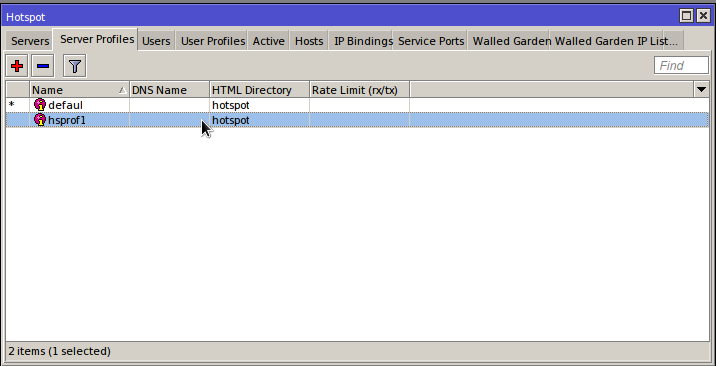 Hotspot
Servers Server Profiles Users User Profiles Active Hosts IP Bindings Service Ports Walled Garden Walled Garden IP List...
Find
Name DNS Name HTML Directory Rate Limit (rx/tx)
* defaul hotspot
hsprof1 hotspot
2 items (1 selected)